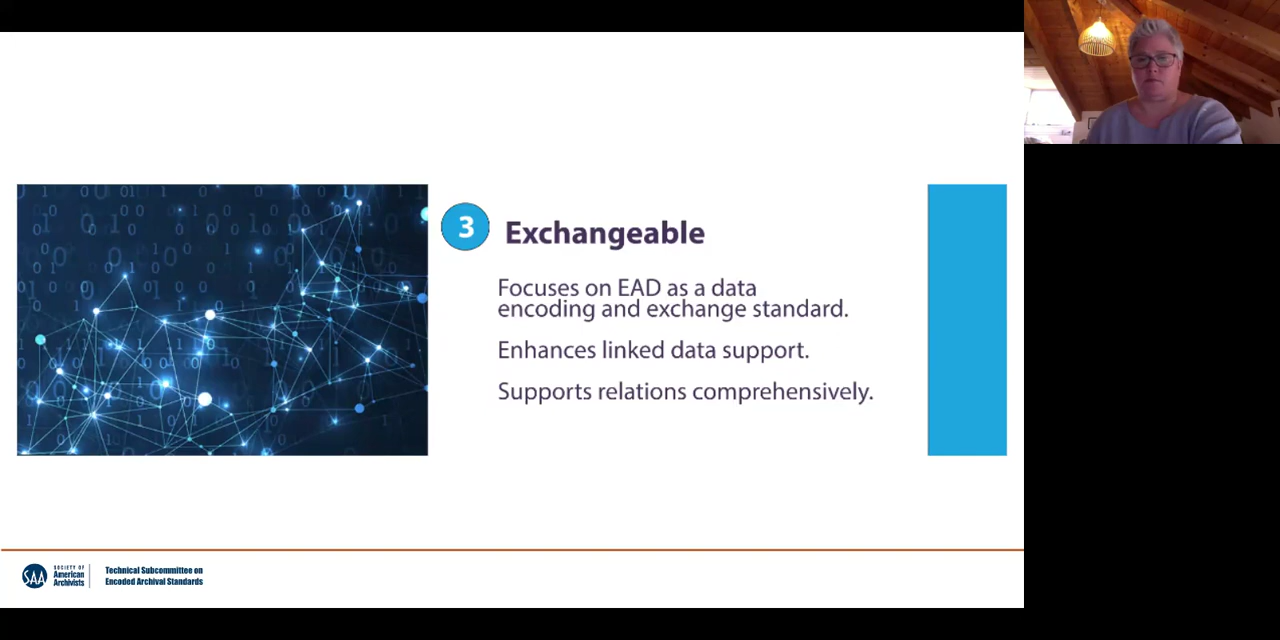 3
Exchangeable
Focuses on EAD as a data
encoding and exchange standard.
Enhances linked data support.
Supports relations comprehensively.
SAA
SOCIETY OF
American
Archivists
Technical Subcommittee on
Encoded Archival Standards